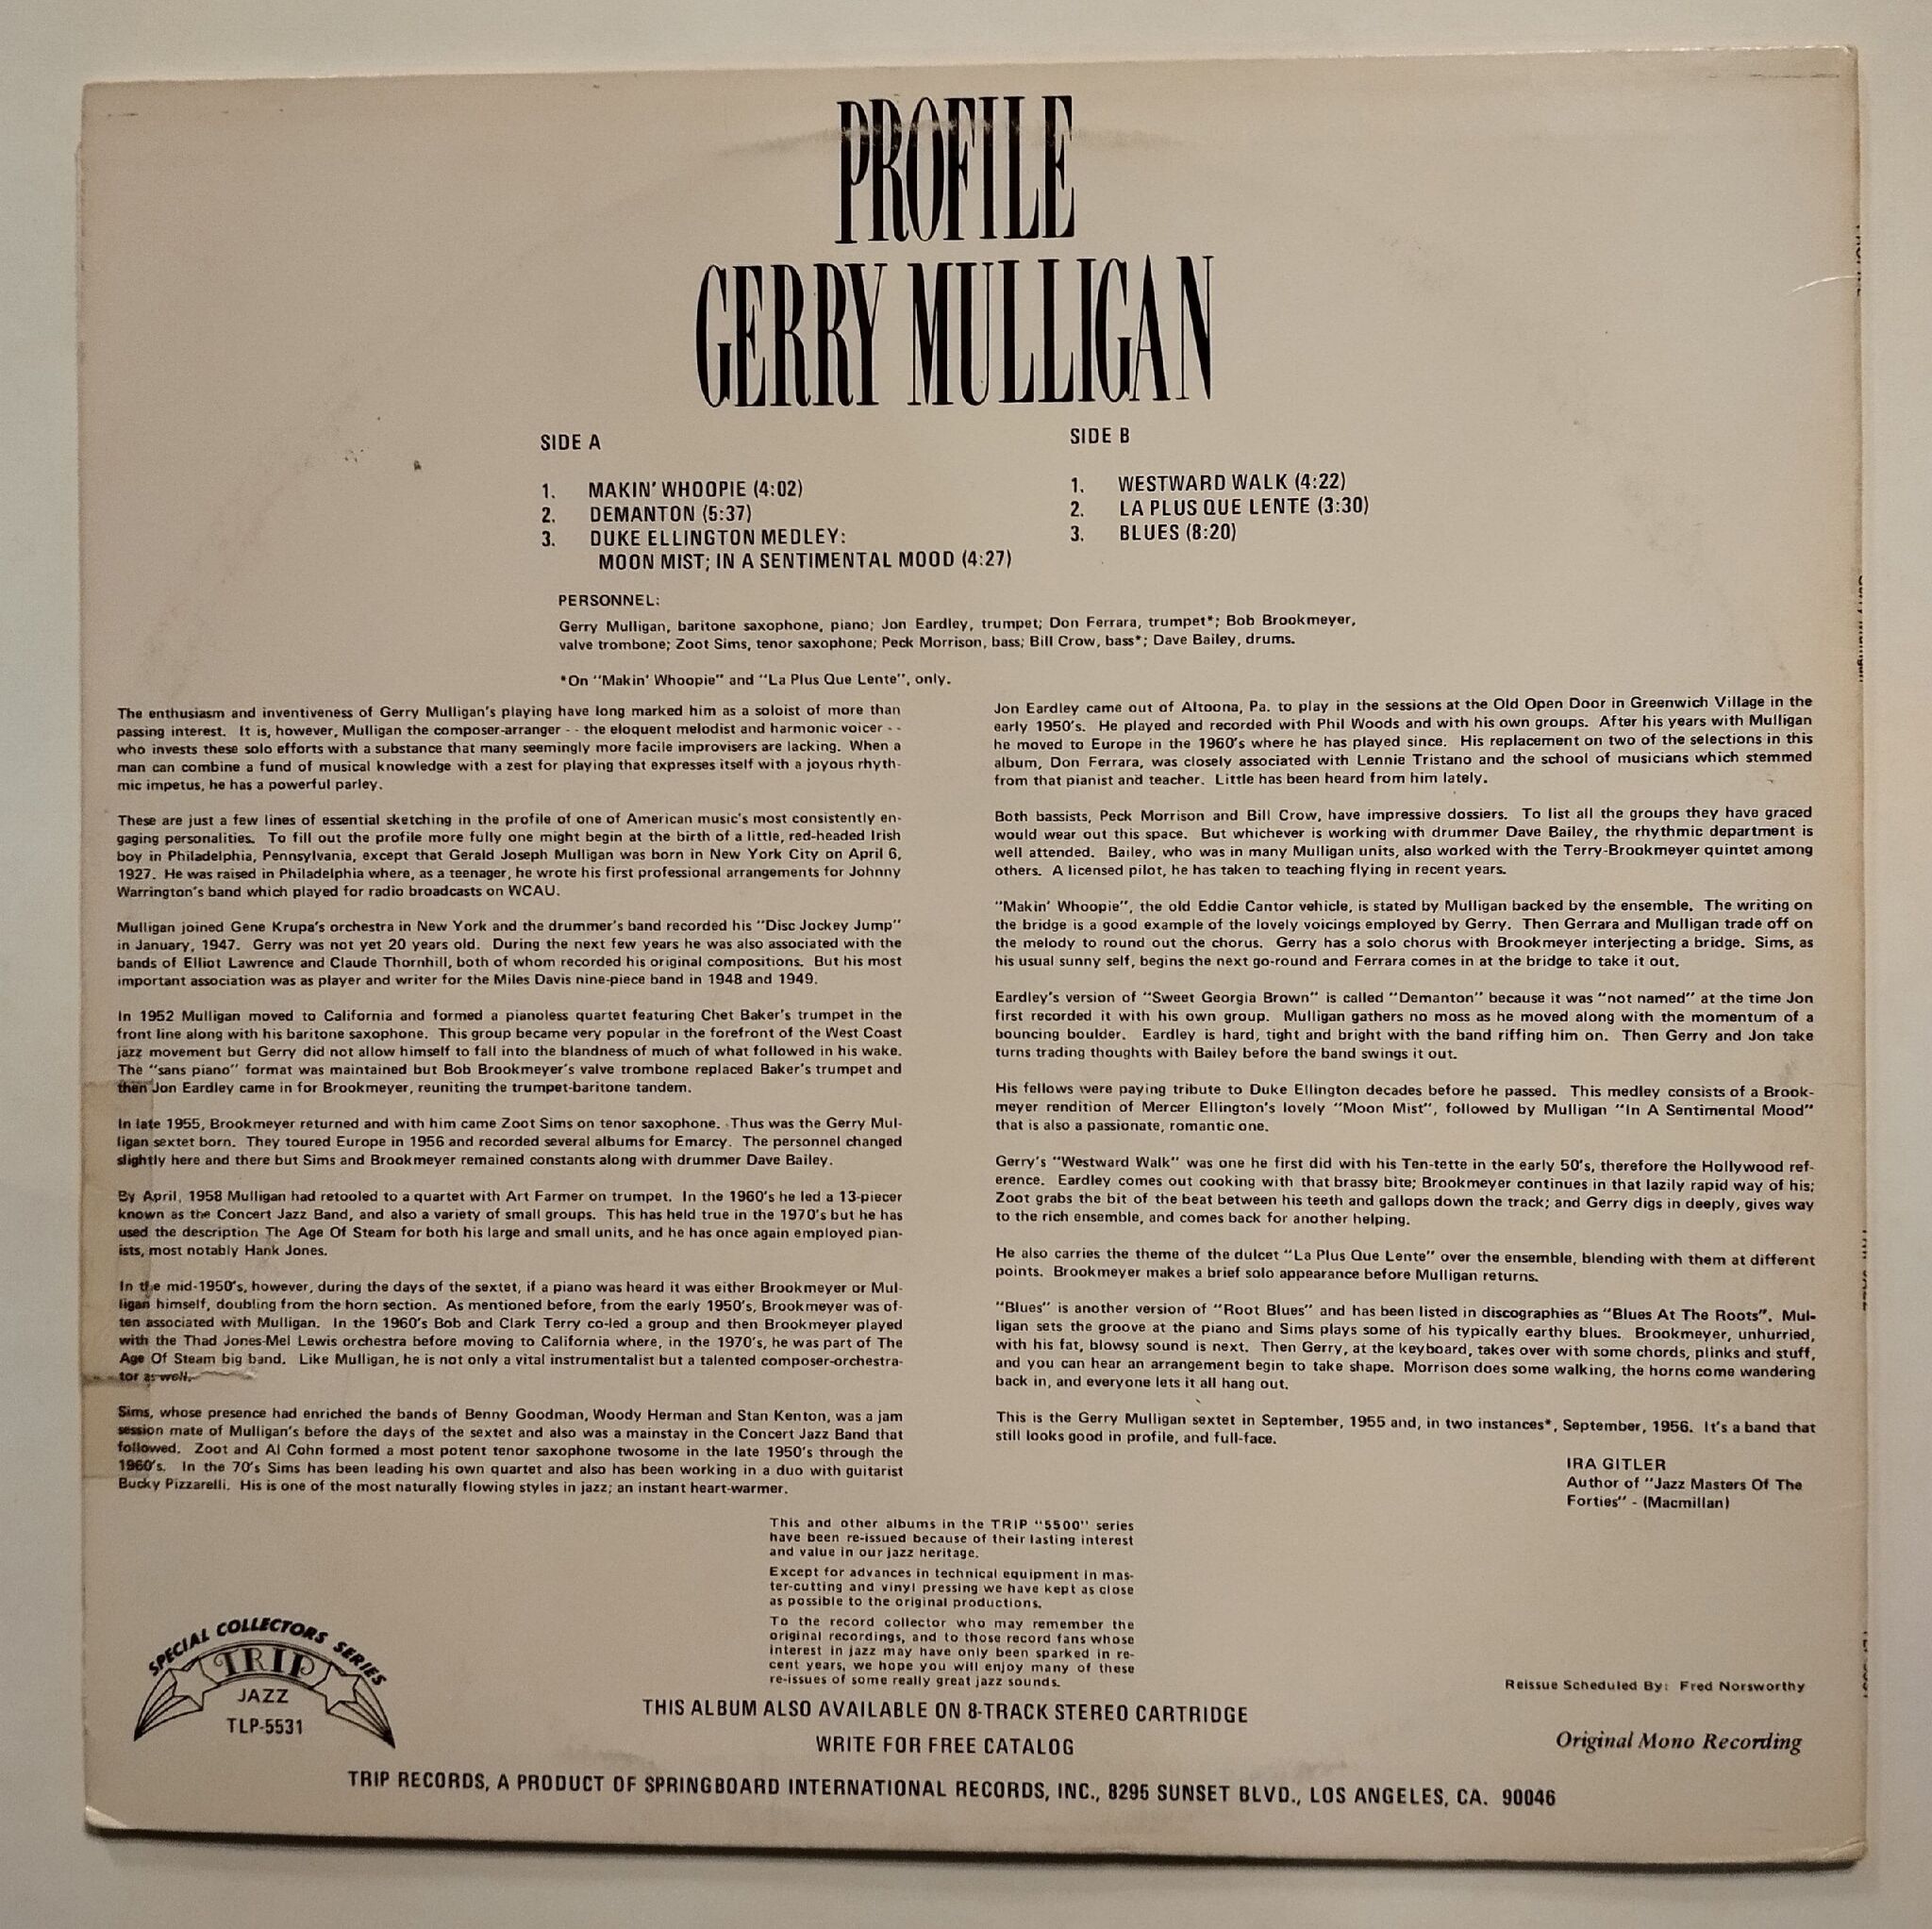 PROFILE
GERRY MULLIGAN
SIDE A
1. MAKIN' WHOOPIE (4:02)
2. DEMANTON (5:37)
3. DUKE ELLINGTON MEDLEY:
MOON MIST; IN A SENTIMENTAL MOOD (4:27)
SIDE B
1. WESTWARD WALK (4:22)
2. LA PLUS QUE LENTE (3:30)
3. BLUES (8:20)
PERSONNEL:
Gerry Mulligan, baritone saxophone, piano; Jon Eardley, trumpet; Don Ferrara, trumpet*; Bob Brookmeyer,
valve trombone; Zoot Sims, tenor saxophone; Peck Morrison, bass; Bill Crow, bass*; Dave Bailey, drums.
*On "Makin' Whoopie" and "La Plus Que Lente", only.
The enthusiasm and inventiveness of Gerry Mulligan's playing have long marked him as a soloist of more than
passing interest. It is, however, Mulligan the composer-arranger - - the eloquent melodist and harmonic voicer - -
who invests these solo efforts with a substance that many seemingly more facile improvisers are lacking. When a
man can combine a fund of musical knowledge with a zest for playing that expresses itself with a joyous rhyth-
mic impetus, he has a powerful parley.
These are just a few lines of essential sketching in the profile of one of American music's most consistently en-
gaging personalities. To fill out the profile more fully one might begin at the birth of a little, red-headed Irish
boy in Philadelphia, Pennsylvania, except that Gerald Joseph Mulligan was born in New York City on April 6,
1927. He was raised in Philadelphia where, as a teenager, he wrote his first professional arrangements for Johnny
Warrington's band which played for radio broadcasts on WCAU.
Mulligan joined Gene Krupa's orchestra in New York and the drummer's band recorded his "Disc Jockey Jump"
in January, 1947. Gerry was not yet 20 years old. During the next few years he was also associated with the
bands of Elliot Lawrence and Claude Thornhill, both of whom recorded his original compositions. But his most
important association was as player and writer for the Miles Davis nine-piece band in 1948 and 1949.
In 1952 Mulligan moved to California and formed a pianoless quartet featuring Chet Baker's trumpet in the
front line along with his baritone saxophone. This group became very popular in the forefront of the West Coast
jazz movement but Gerry did not allow himself to fall into the blandness of much of what followed in his wake.
The "sans piano" format was maintained but Bob Brookmeyer's valve trombone replaced Baker's trumpet and
then Jon Eardley came in for Brookmeyer, reuniting the trumpet-baritone tandem.
In late 1955, Brookmeyer returned and with him came Zoot Sims on tenor saxophone. Thus was the Gerry Mul-
ligan sextet born. They toured Europe in 1956 and recorded several albums for Emarcy. The personnel changed
slightly here and there but Sims and Brookmeyer remained constants along with drummer Dave Bailey.
By April, 1958 Mulligan had retooled to a quartet with Art Farmer on trumpet. In the 1960's he led a 13-piecer
known as the Concert Jazz Band, and also a variety of small groups. This has held true in the 1970's but he has
used the description The Age Of Steam for both his large and small units, and he has once again employed pian-
ists, most notably Hank Jones.
In the mid-1950's, however, during the days of the sextet, if a piano was heard it was either Brookmeyer or Mul-
ligan himself, doubling from the horn section. As mentioned before, from the early 1950's, Brookmeyer was of-
ten associated with Mulligan. In the 1960's Bob and Clark Terry co-led a group and then Brookmeyer played
with the Thad Jones-Mel Lewis orchestra before moving to California where, in the 1970's, he was part of The
Age Of Steam big band. Like Mulligan, he is not only a vital instrumentalist but a talented composer-orchestra-
tor as well.
Sims, whose presence had enriched the bands of Benny Goodman, Woody Herman and Stan Kenton, was a jam
session mate of Mulligan's before the days of the sextet and also was a mainstay in the Concert Jazz Band that
followed. Zoot and Al Cohn formed a most potent tenor saxophone twosome in the late 1950's through the
1960's. In the 70's Sims has been leading his own quartet and also has been working in a duo with guitarist
Bucky Pizzarelli. His is one of the most naturally flowing styles in jazz; an instant heart-warmer.
Jon Eardley came out of Altoona, Pa. to play in the sessions at the Old Open Door in Greenwich Village in the
early 1950's. He played and recorded with Phil Woods and with his own groups. After his years with Mulligan
he moved to Europe in the 1960's where he has played since. His replacement on two of the selections in this
album, Don Ferrara, was closely associated with Lennie Tristano and the school of musicians which stemmed
from that pianist and teacher. Little has been heard from him lately.
Both bassists, Peck Morrison and Bill Crow, have impressive dossiers. To list all the groups they have graced
would wear out this space. But whichever is working with drummer Dave Bailey, the rhythmic department is
well attended. Bailey, who was in many Mulligan units, also worked with the Terry-Brookmeyer quintet among
others. A licensed pilot, he has taken to teaching flying in recent years.
"Makin' Whoopie", the old Eddie Cantor vehicle, is stated by Mulligan backed by the ensemble. The writing on
the bridge is a good example of the lovely voicings employed by Gerry. Then Gerrara and Mulligan trade off on
the melody to round out the chorus. Gerry has a solo chorus with Brookmeyer interjecting a bridge. Sims, as
his usual sunny self, begins the next go-round and Ferrara comes in at the bridge to take it out.
Eardley's version of "Sweet Georgia Brown" is called "Demanton" because it was "not named" at the time Jon
first recorded it with his own group. Mulligan gathers no moss as he moved along with the momentum of a
bouncing boulder. Eardley is hard, tight and bright with the band riffing him on. Then Gerry and Jon take
turns trading thoughts with Bailey before the band swings it out.
His fellows were paying tribute to Duke Ellington decades before he passed. This medley consists of a Brook-
meyer rendition of Mercer Ellington's lovely "Moon Mist", followed by Mulligan "In A Sentimental Mood"
that is also a passionate, romantic one.
Gerry's "Westward Walk" was one he first did with his Ten-tette in the early 50's, therefore the Hollywood ref-
erence. Eardley comes out cooking with that brassy bite; Brookmeyer continues in that lazily rapid way of his;
Zoot grabs the bit of the beat between his teeth and gallops down the track; and Gerry digs in deeply, gives way
to the rich ensemble, and comes back for another helping.
He also carries the theme of the dulcet "La Plus Que Lente" over the ensemble, blending with them at different
points. Brookmeyer makes a brief solo appearance before Mulligan returns.
"Blues" is another version of "Root Blues" and has been listed in discographies as "Blues At The Roots". Mul-
ligan sets the groove at the piano and Sims plays some of his typically earthy blues. Brookmeyer, unhurried,
with his fat, blowsy sound is next. Then Gerry, at the keyboard, takes over with some chords, plinks and stuff,
and you can hear an arrangement begin to take shape. Morrison does some walking, the horns come wandering
back in, and everyone lets it all hang out.
This is the Gerry Mulligan sextet in September, 1955 and, in two instances*, September, 1956. It's a band that
still looks good in profile, and full-face.
IRA GITLER
Author of "Jazz Masters Of The
Forties" - (Macmillan)
This and other albums in the TRIP "5500" series
have been re-issued because of their lasting interest
and value in our jazz heritage.
Except for advances in technical equipment in mas-
ter-cutting and vinyl pressing we have kept as close
as possible to the original productions.
To the record collector who may remember the
original recordings, and to those record fans whose
interest in jazz may have only been sparked in re-
cent years, we hope you will enjoy many of these
re-issues of some really great jazz sounds.
SPECIAL COLLECTORS SERIES
TRIP
JAZZ
TLP-5531
THIS ALBUM ALSO AVAILABLE ON 8-TRACK STEREO CARTRIDGE
WRITE FOR FREE CATALOG
Reissue Scheduled By: Fred Norsworthy
Original Mono Recording
TRIP RECORDS, A PRODUCT OF SPRINGBOARD INTERNATIONAL RECORDS, INC., 8295 SUNSET BLVD., LOS ANGELES, CA. 90046